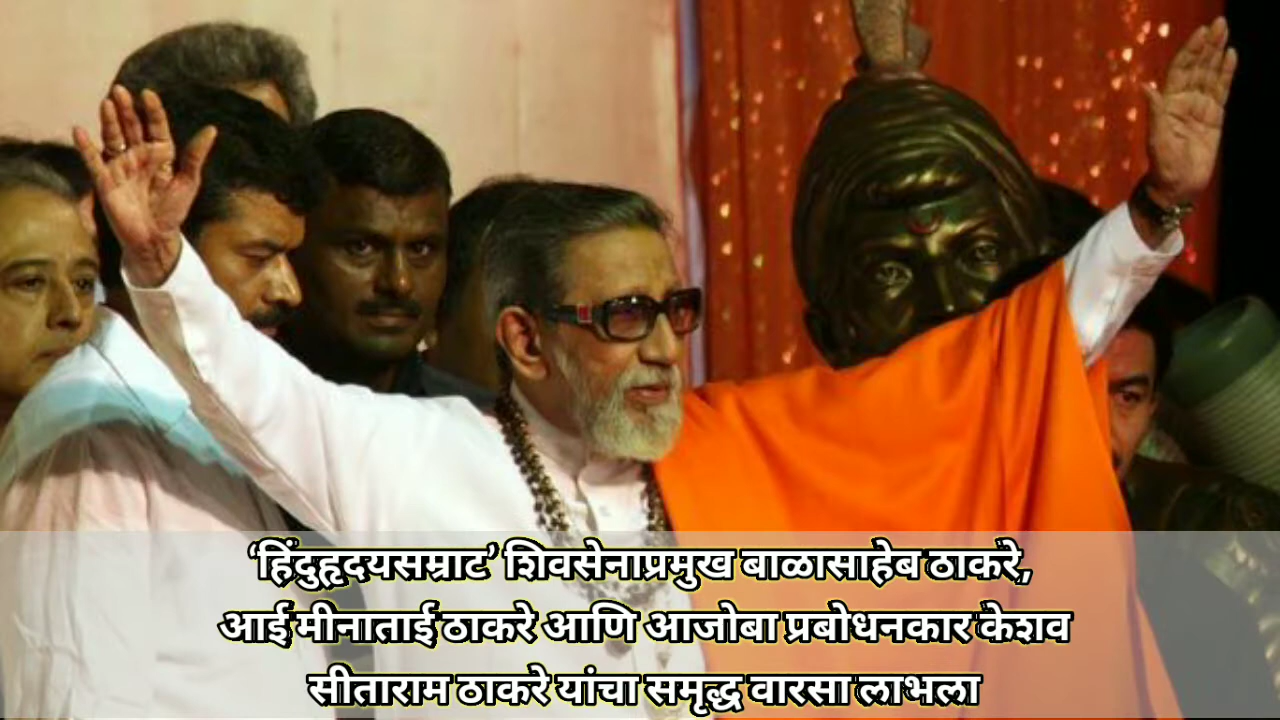 ‘हिंदुहृदयसम्राट’ शिवसेनाप्रमुख बाळासाहेब ठाकरे,
आई मीनाताई ठाकरे आणि आजोबा प्रबोधनकार केशव
सीताराम ठाकरे यांचा समृद्ध वारसा लाभला